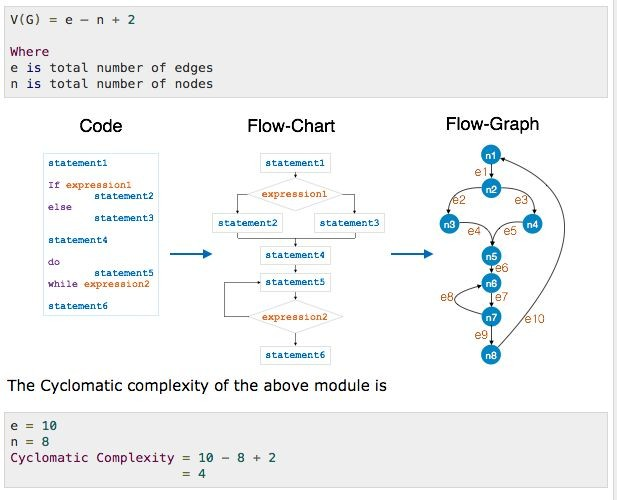 V(G) = e – n + 2
Where
e is total number of edges
n is total number of nodes
Code
statement1
If expression1
statement2
else
statement3
statement4
do
statement5
while expression2
statement6
Flow-Chart
statement1
expression1
statement2
statement3
statement4
statement5
expression2
statement6
Flow-Graph
n1
e1
n2
e2
e3
n3
n4
e4
e5
n5
e6
n6
e8
e7
n7
e10
e9
n8
The Cyclomatic complexity of the above module is
e = 10
n = 8
Cyclomatic Complexity = 10 - 8 + 2
= 4